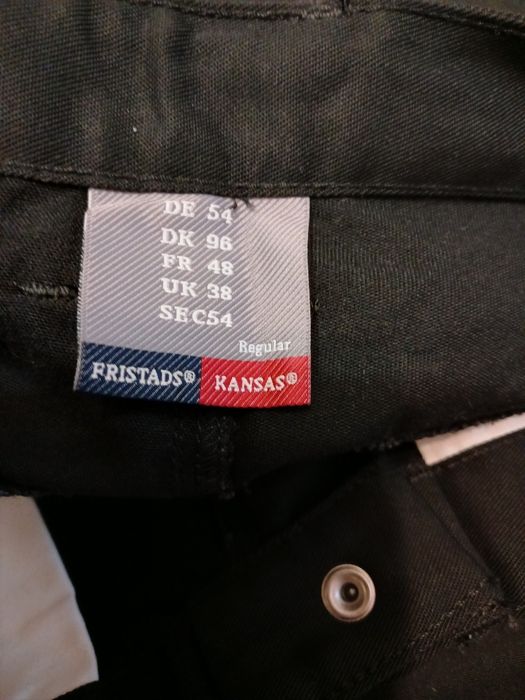 DE 54
DK 96
FR 48
UK 38
SE C54
Regular
FRISTADS® KANSAS®